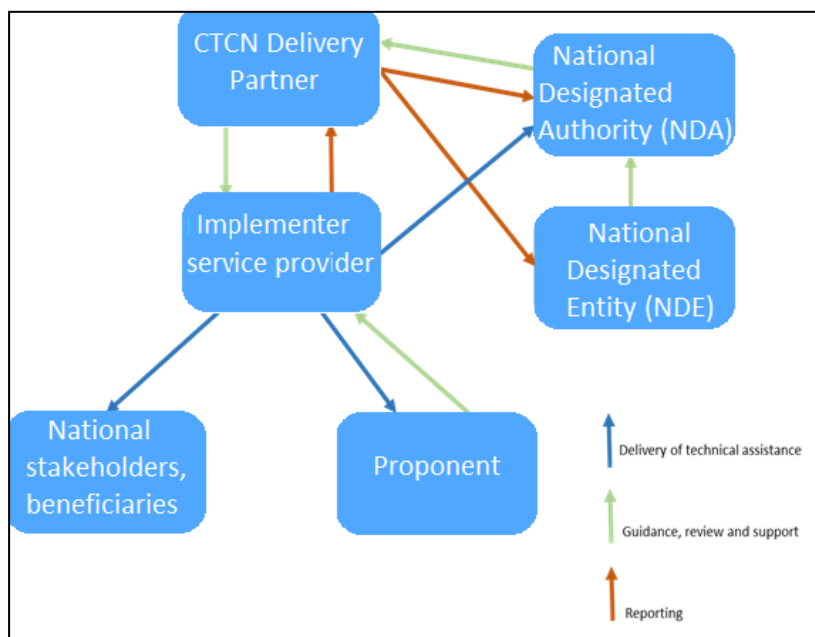 CTCN Delivery
Partner
National
Designated
Authority (NDA)
Implementer
service provider
National
Designated
Entity (NDE)
National
stakeholders,
beneficiaries
Proponent
Delivery of technical assistance
Guidance, review and support
Reporting